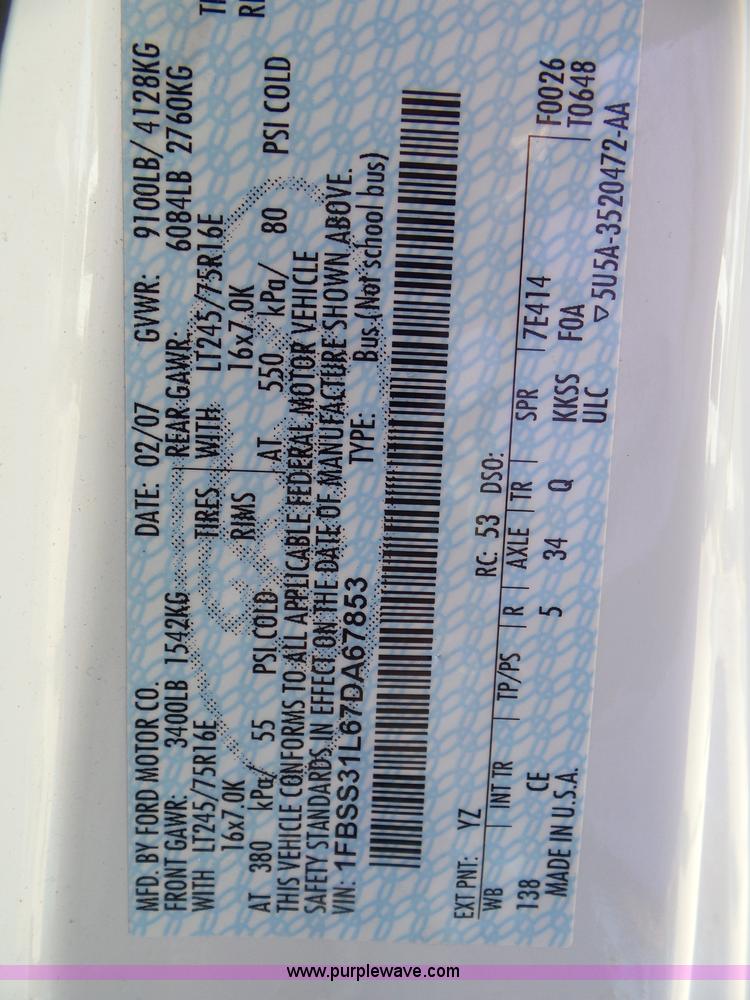 MFD. BY FORD MOTOR CO. DATE: 02/07 GVWR: 9100LB/ 4128KG
FRONT GAWR: 3400LB 1542KG REAR GAWR: 6084LB 2760KG
WITH LT245/75R16E TIRES WITH LT245/75R16E
16x7.0K RIMS 16x7.0K
AT 380 kPa/ 55 PSI COLD AT 550 kPa/ 80 PSI COLD
THIS VEHICLE CONFORMS TO ALL APPLICABLE FEDERAL MOTOR VEHICLE
SAFETY STANDARDS IN EFFECT ON THE DATE OF MANUFACTURE SHOWN ABOVE.
VIN: 1FBSS31L67DA67853 TYPE: Bus (Not school bus)
EXT PNT: YZ RC: 53 DSO:
WB INT TR TP/PS R AXLE TR SPR 7E414 F0026
138 CE 5 34 Q KKSS F0A T0648
MADE IN U.S.A. ULC ▽5U5A-3520472-AA
www.purplewave.com